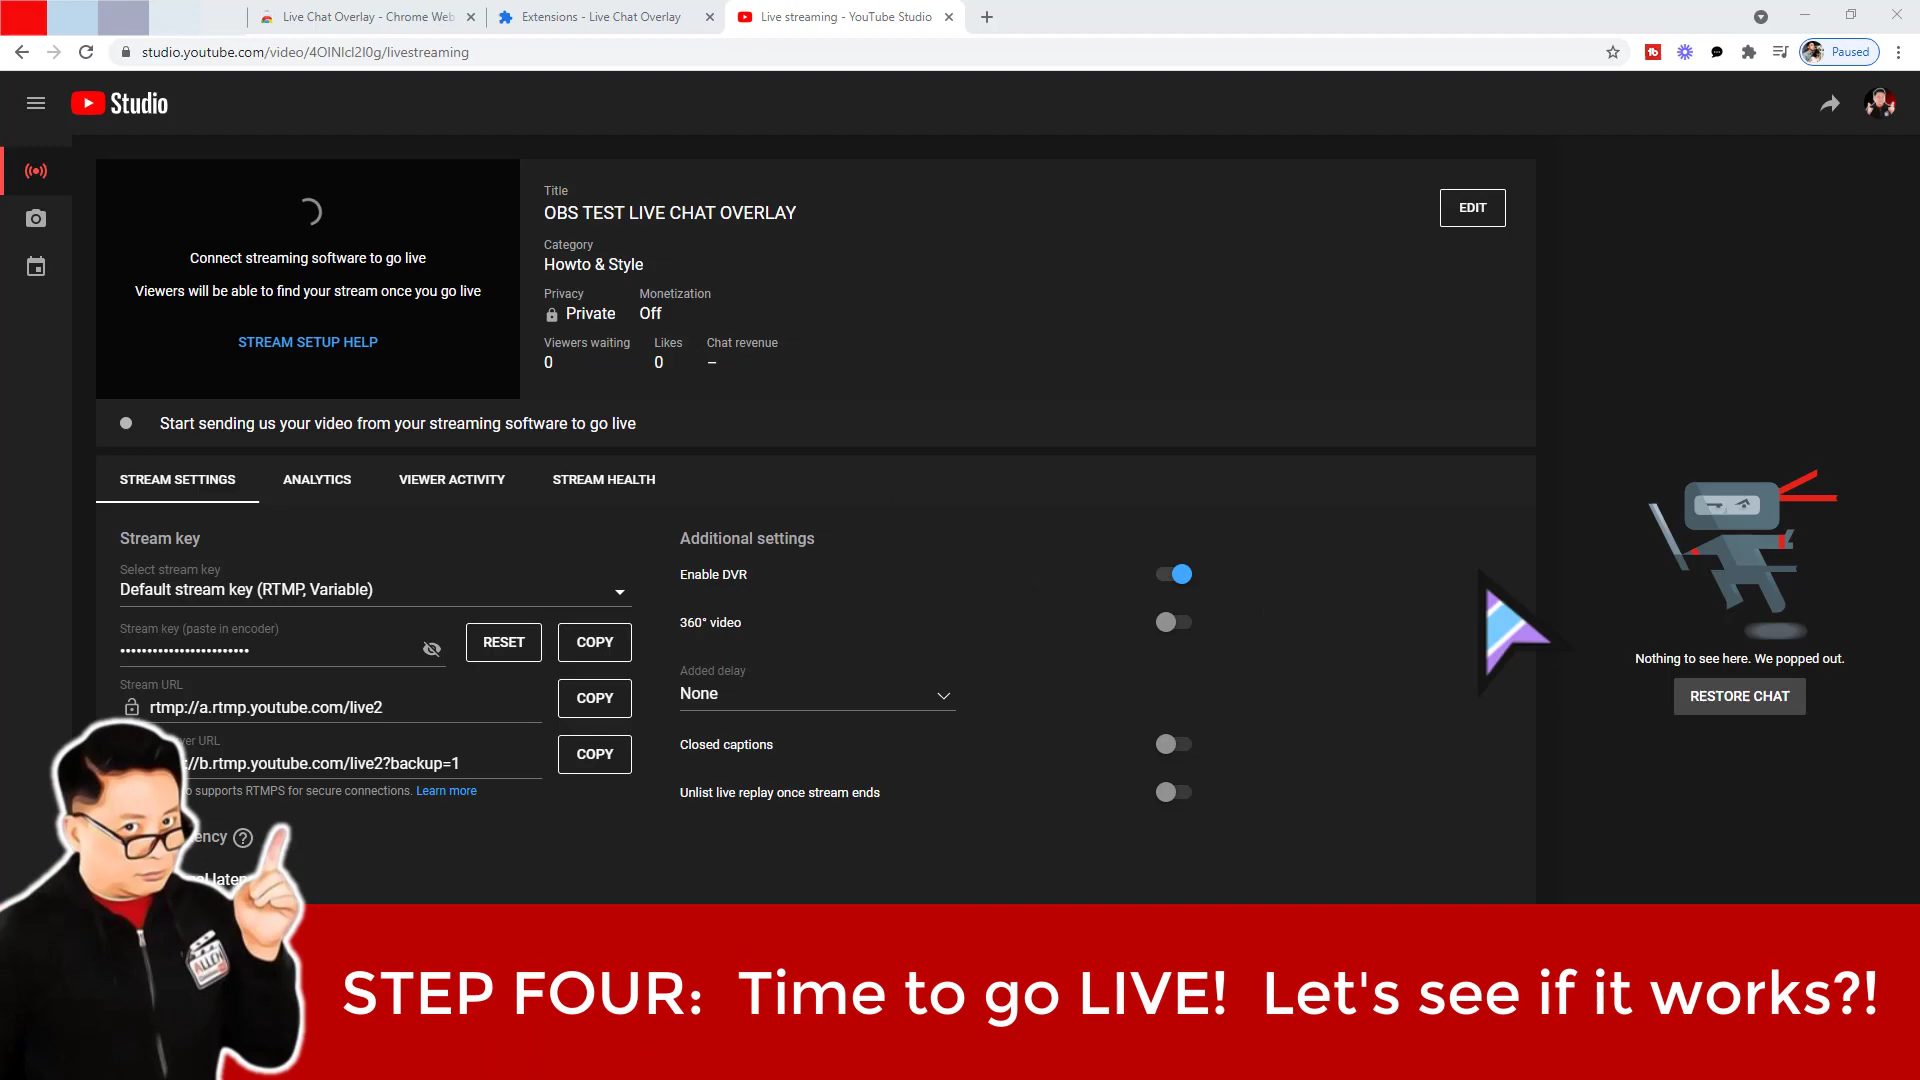 Live Chat Overlay - Chrome Web
Extensions - Live Chat Overlay
Live streaming - YouTube Studio
studio.youtube.com/video/4OINlcl2I0g/livestreaming
Paused
Studio
Connect streaming software to go live
Viewers will be able to find your stream once you go live
STREAM SETUP HELP
Title
OBS TEST LIVE CHAT OVERLAY
EDIT
Category
Howto & Style
Privacy Monetization
Private Off
Viewers waiting Likes Chat revenue
0 0 –
Start sending us your video from your streaming software to go live
STREAM SETTINGS ANALYTICS VIEWER ACTIVITY STREAM HEALTH
Stream key
Select stream key
Default stream key (RTMP, Variable)
Stream key (paste in encoder)
••••••••••••••••••••••••
RESET
COPY
Stream URL
rtmp://a.rtmp.youtube.com/live2
COPY
URL
://b.rtmp.youtube.com/live2?backup=1
COPY
supports RTMPS for secure connections. Learn more
Additional settings
Enable DVR
360° video
Added delay
None
Closed captions
Unlist live replay once stream ends
Nothing to see here. We popped out.
RESTORE CHAT
ALLEN
STEP FOUR: Time to go LIVE! Let's see if it works?!